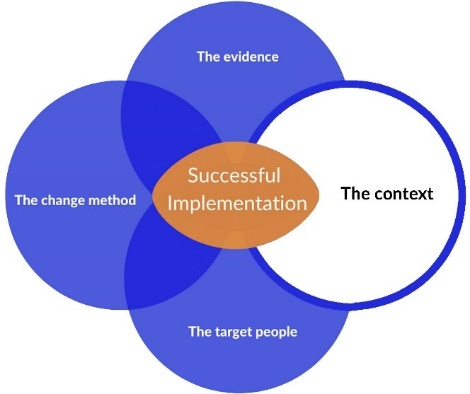 The evidence
The change method
Successful
Implementation
The context
The target people